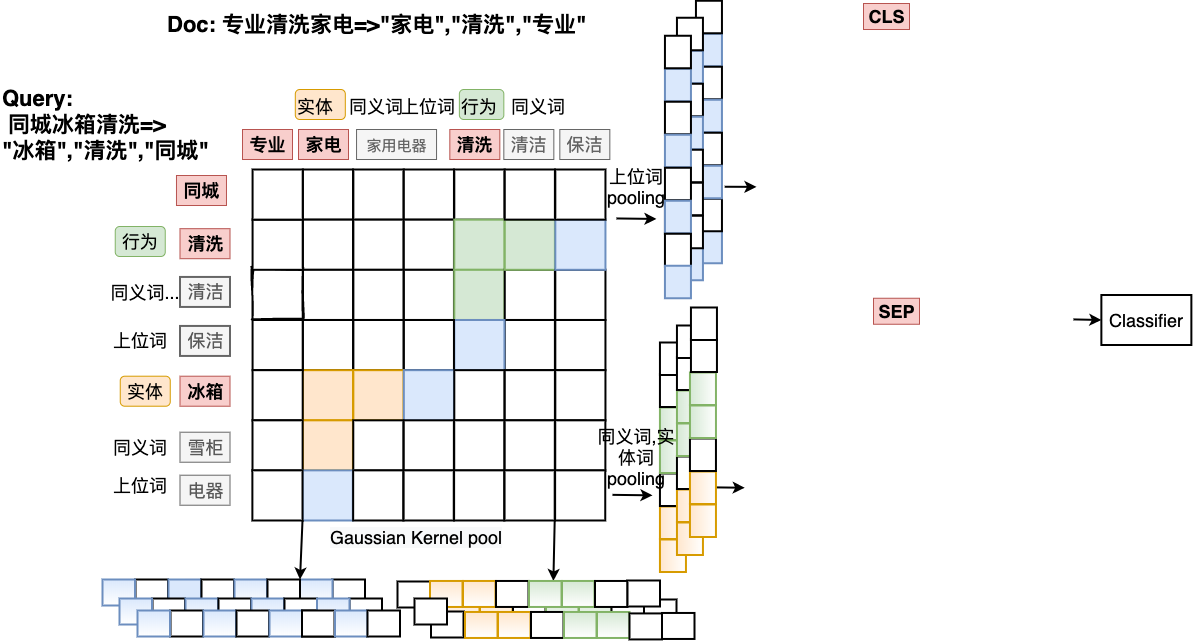 Doc: 专业清洗家电=>"家电","清洗","专业"
CLS
Query:
同城冰箱清洗=>
"冰箱","清洗","同城"
实体 同义词上位词 行为 同义词
专业 家电 家用电器 清洗 清洁 保洁
同城
上位词
pooling
行为 清洗
同义词... 清洁
SEP
Classifier
上位词 保洁
实体 冰箱
同义词 雪柜
同义词,实
体词
pooling
上位词 电器
Gaussian Kernel pool